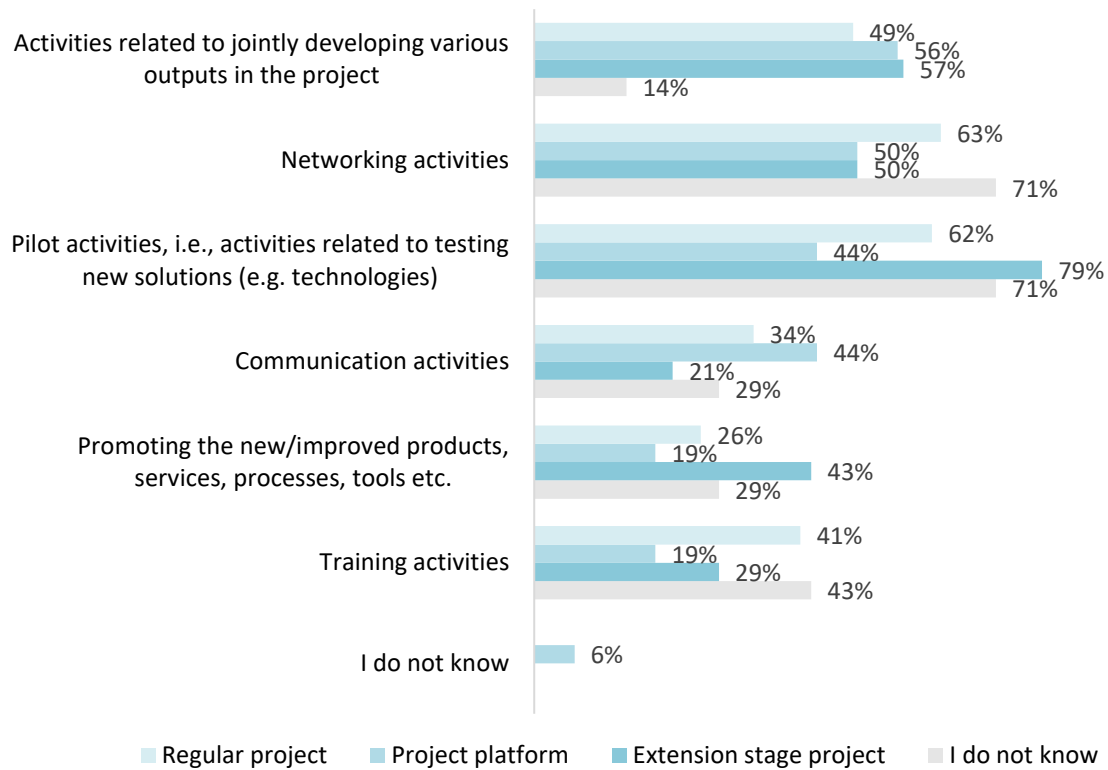 Activities related to jointly developing various
outputs in the project
49%
56%
57%
14%
Networking activities
63%
50%
50%
71%
Pilot activities, i.e., activities related to testing
new solutions (e.g. technologies)
62%
44%
79%
71%
Communication activities
34%
44%
21%
29%
Promoting the new/improved products,
services, processes, tools etc.
26%
19%
43%
29%
Training activities
41%
19%
29%
43%
I do not know
6%
Regular project
Project platform
Extension stage project
I do not know